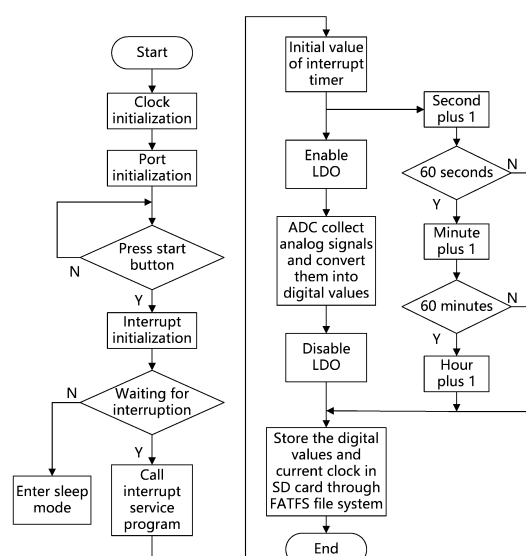 Start
Clock
initialization
Port
initialization
Press start
button
N
Y
Interrupt
initialization
Waiting for
interruption
N
Y
Enter sleep
mode
Call
interrupt
service
program
Initial value
of interrupt
timer
Second
plus 1
Enable
LDO
60 seconds
N
Y
ADC collect
analog signals
and convert
them into
digital values
Minute
plus 1
60 minutes
N
Y
Disable
LDO
Hour
plus 1
Store the digital
values and
current clock in
SD card through
FATFS file system
End